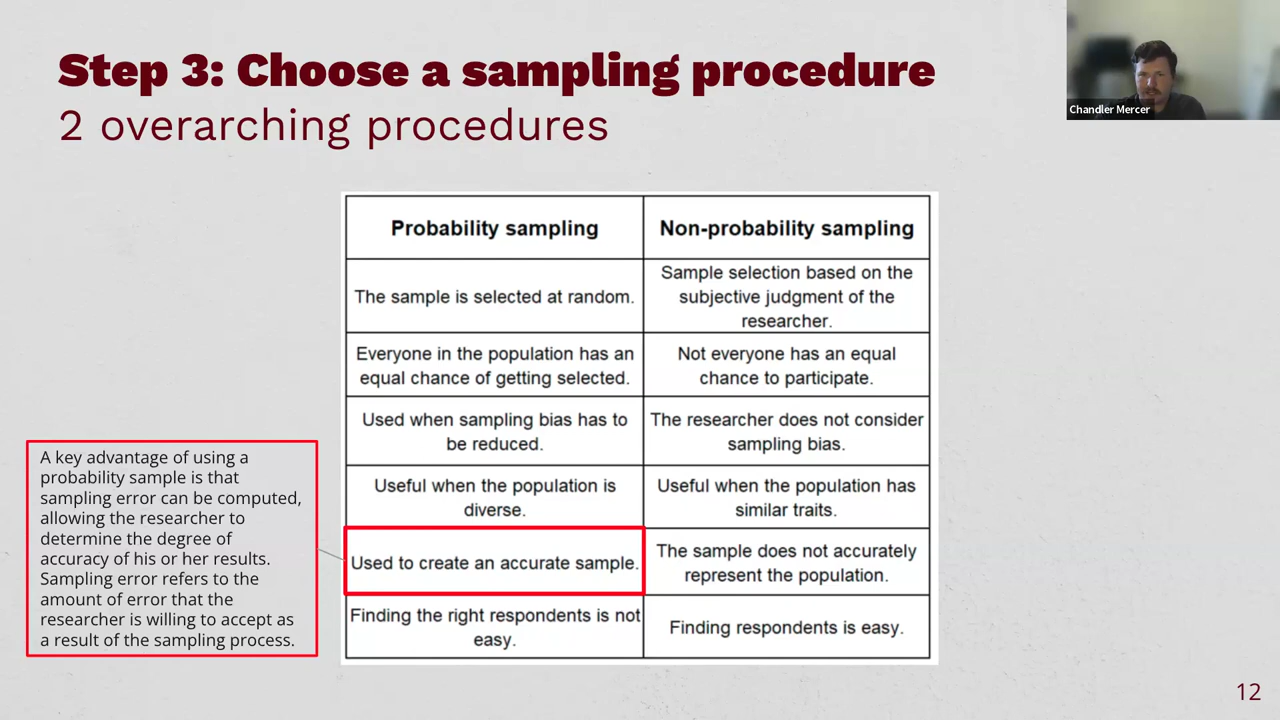 Step 3: Choose a sampling procedure
2 overarching procedures
Chandler Mercer
Probability sampling
Non-probability sampling
The sample is selected at random.
Sample selection based on the
subjective judgment of the
researcher.
Everyone in the population has an
equal chance of getting selected.
Not everyone has an equal
chance to participate.
Used when sampling bias has to
be reduced.
The researcher does not consider
sampling bias.
Useful when the population is
diverse.
Useful when the population has
similar traits.
Used to create an accurate sample.
The sample does not accurately
represent the population.
Finding the right respondents is not
easy.
Finding respondents is easy.
A key advantage of using a
probability sample is that
sampling error can be computed,
allowing the researcher to
determine the degree of
accuracy of his or her results.
Sampling error refers to the
amount of error that the
researcher is willing to accept as
a result of the sampling process.
12